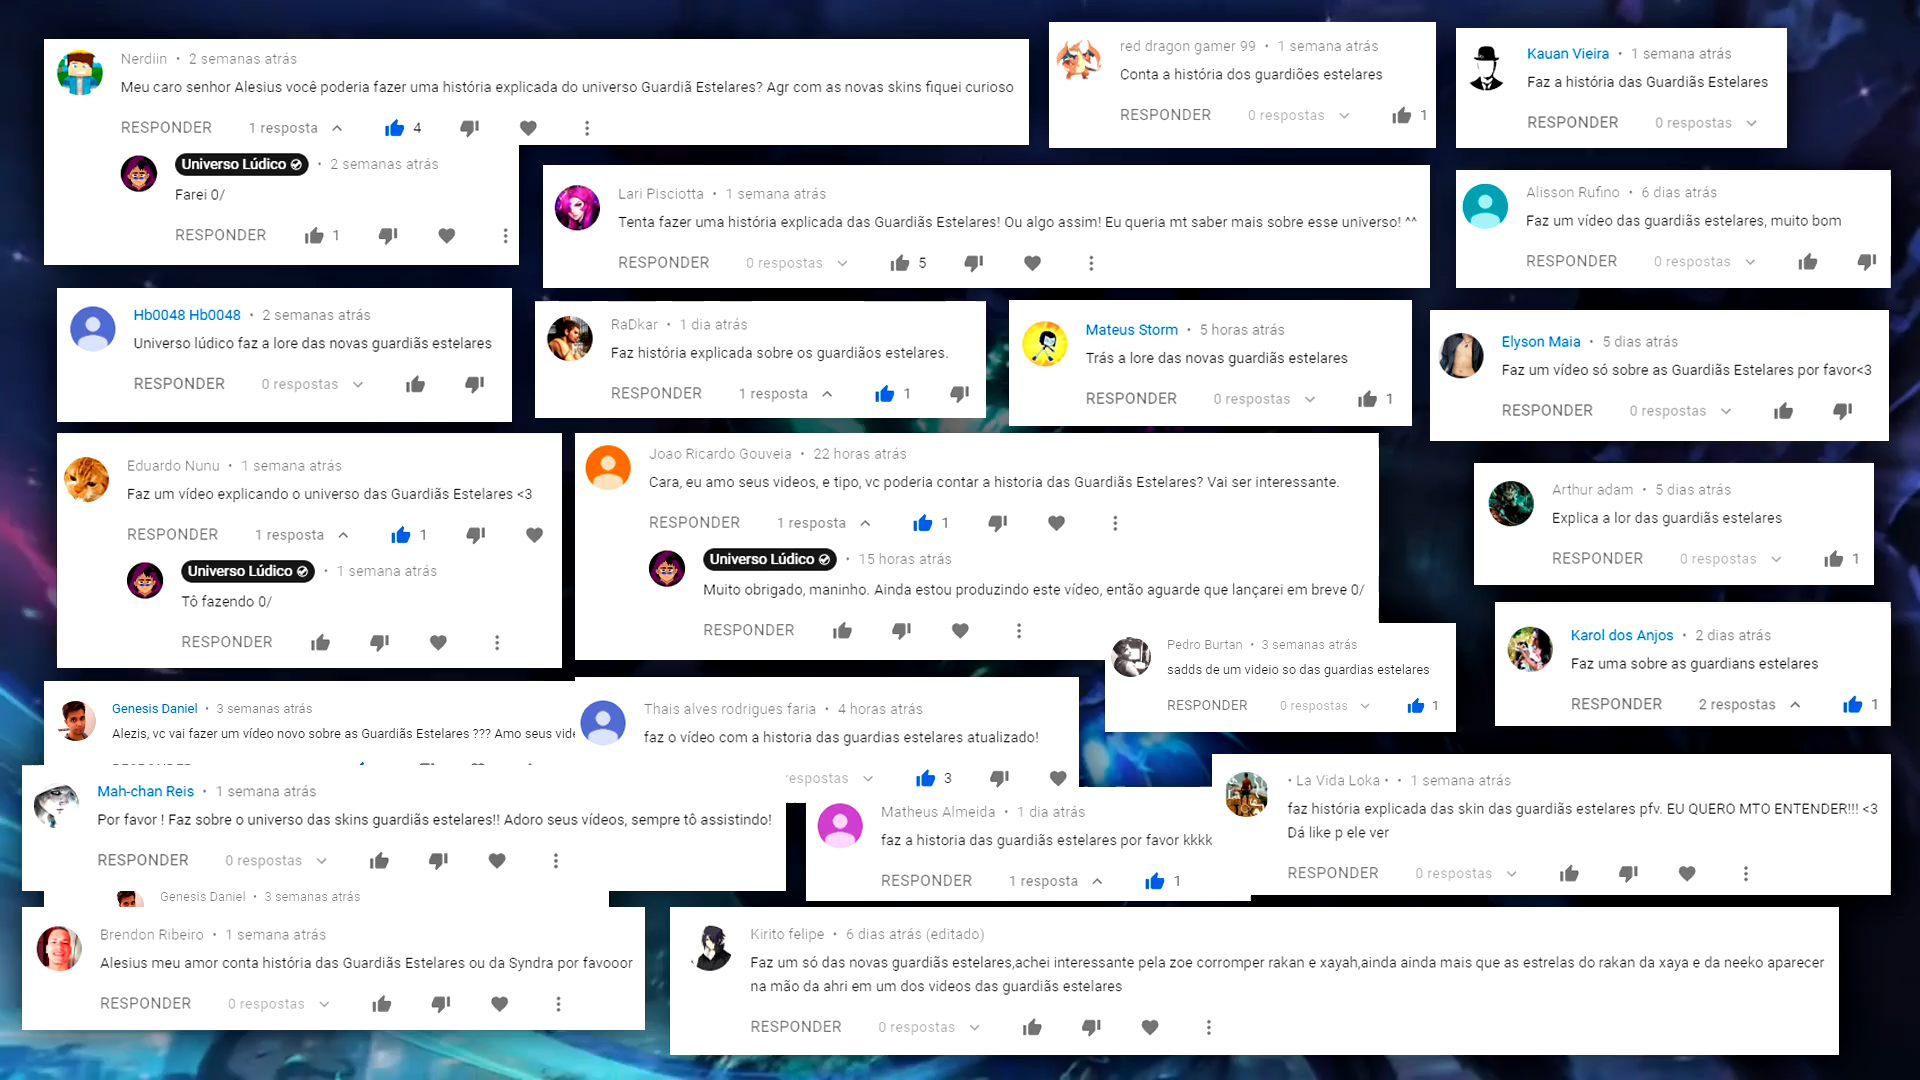 Nerdiin • 2 semanas atrás
Meu caro senhor Alesius você poderia fazer uma história explicada do universo Guardiã Estelares? Agr com as novas skins fiquei curioso
RESPONDER 1 resposta 4
Universo Lúdico • 2 semanas atrás
Farei 0/
RESPONDER 1
red dragon gamer 99 • 1 semana atrás
Conta a história dos guardiões estelares
RESPONDER 0 respostas 1
Kauan Vieira • 1 semana atrás
Faz a história das Guardiãs Estelares
RESPONDER 0 respostas
Lari Pisciotta • 1 semana atrás
Tenta fazer uma história explicada das Guardiãs Estelares! Ou algo assim! Eu queria mt saber mais sobre esse universo! ^^
RESPONDER 0 respostas 5
Alisson Rufino • 6 dias atrás
Faz um vídeo das guardiãs estelares, muito bom
RESPONDER 0 respostas
Hb0048 Hb0048 • 2 semanas atrás
Universo lúdico faz a lore das novas guardiãs estelares
RESPONDER 0 respostas
RaDkar • 1 dia atrás
Faz história explicada sobre os guardiãos estelares.
RESPONDER 1 resposta 1
Mateus Storm • 5 horas atrás
Trás a lore das novas guardiãs estelares
RESPONDER 0 respostas 1
Elyson Maia • 5 dias atrás
Faz um vídeo só sobre as Guardiãs Estelares por favor<3
RESPONDER 0 respostas
Eduardo Nunu • 1 semana atrás
Faz um vídeo explicando o universo das Guardiãs Estelares <3
RESPONDER 1 resposta 1
Universo Lúdico • 1 semana atrás
Tô fazendo 0/
RESPONDER
Joao Ricardo Gouveia • 22 horas atrás
Cara, eu amo seus videos, e tipo, vc poderia contar a historia das Guardiãs Estelares? Vai ser interessante.
RESPONDER 1 resposta 1
Universo Lúdico • 15 horas atrás
Muito obrigado, maninho. Ainda estou produzindo este vídeo, então aguarde que lançarei em breve 0/
RESPONDER
Arthur adam • 5 dias atrás
Explica a lor das guardiãs estelares
RESPONDER 0 respostas 1
Pedro Burtan • 3 semanas atrás
sadds de um videio so das guardias estelares
RESPONDER 0 respostas 1
Karol dos Anjos • 2 dias atrás
Faz uma sobre as guardians estelares
RESPONDER 2 respostas 1
Genesis Daniel • 3 semanas atrás
Alezis, vc vai fazer um vídeo novo sobre as Guardiãs Estelares ??? Amo seus vide
Thais alves rodrigues faria • 4 horas atrás
faz o vídeo com a historia das guardias estelares atualizado!
espostas 3
Mah-chan Reis • 1 semana atrás
Por favor ! Faz sobre o universo das skins guardiãs estelares!! Adoro seus vídeos, sempre tô assistindo!
RESPONDER 0 respostas
Matheus Almeida • 1 dia atrás
faz a historia das guardiãs estelares por favor kkkk
RESPONDER 1 resposta 1
• La Vida Loka • • 1 semana atrás
faz história explicada das skin das guardiãs estelares pfv. EU QUERO MTO ENTENDER!!! <3
Dá like p ele ver
RESPONDER 0 respostas
Genesis Daniel • 3 semanas atrás
Brendon Ribeiro • 1 semana atrás
Alesius meu amor conta história das Guardiãs Estelares ou da Syndra por favooor
RESPONDER 0 respostas
Kirito felipe • 6 dias atrás (editado)
Faz um só das novas guardiãs estelares,achei interessante pela zoe corromper rakan e xayah,ainda ainda mais que as estrelas do rakan da xaya e da neeko aparecer
na mão da ahri em um dos videos das guardiãs estelares
RESPONDER 0 respostas